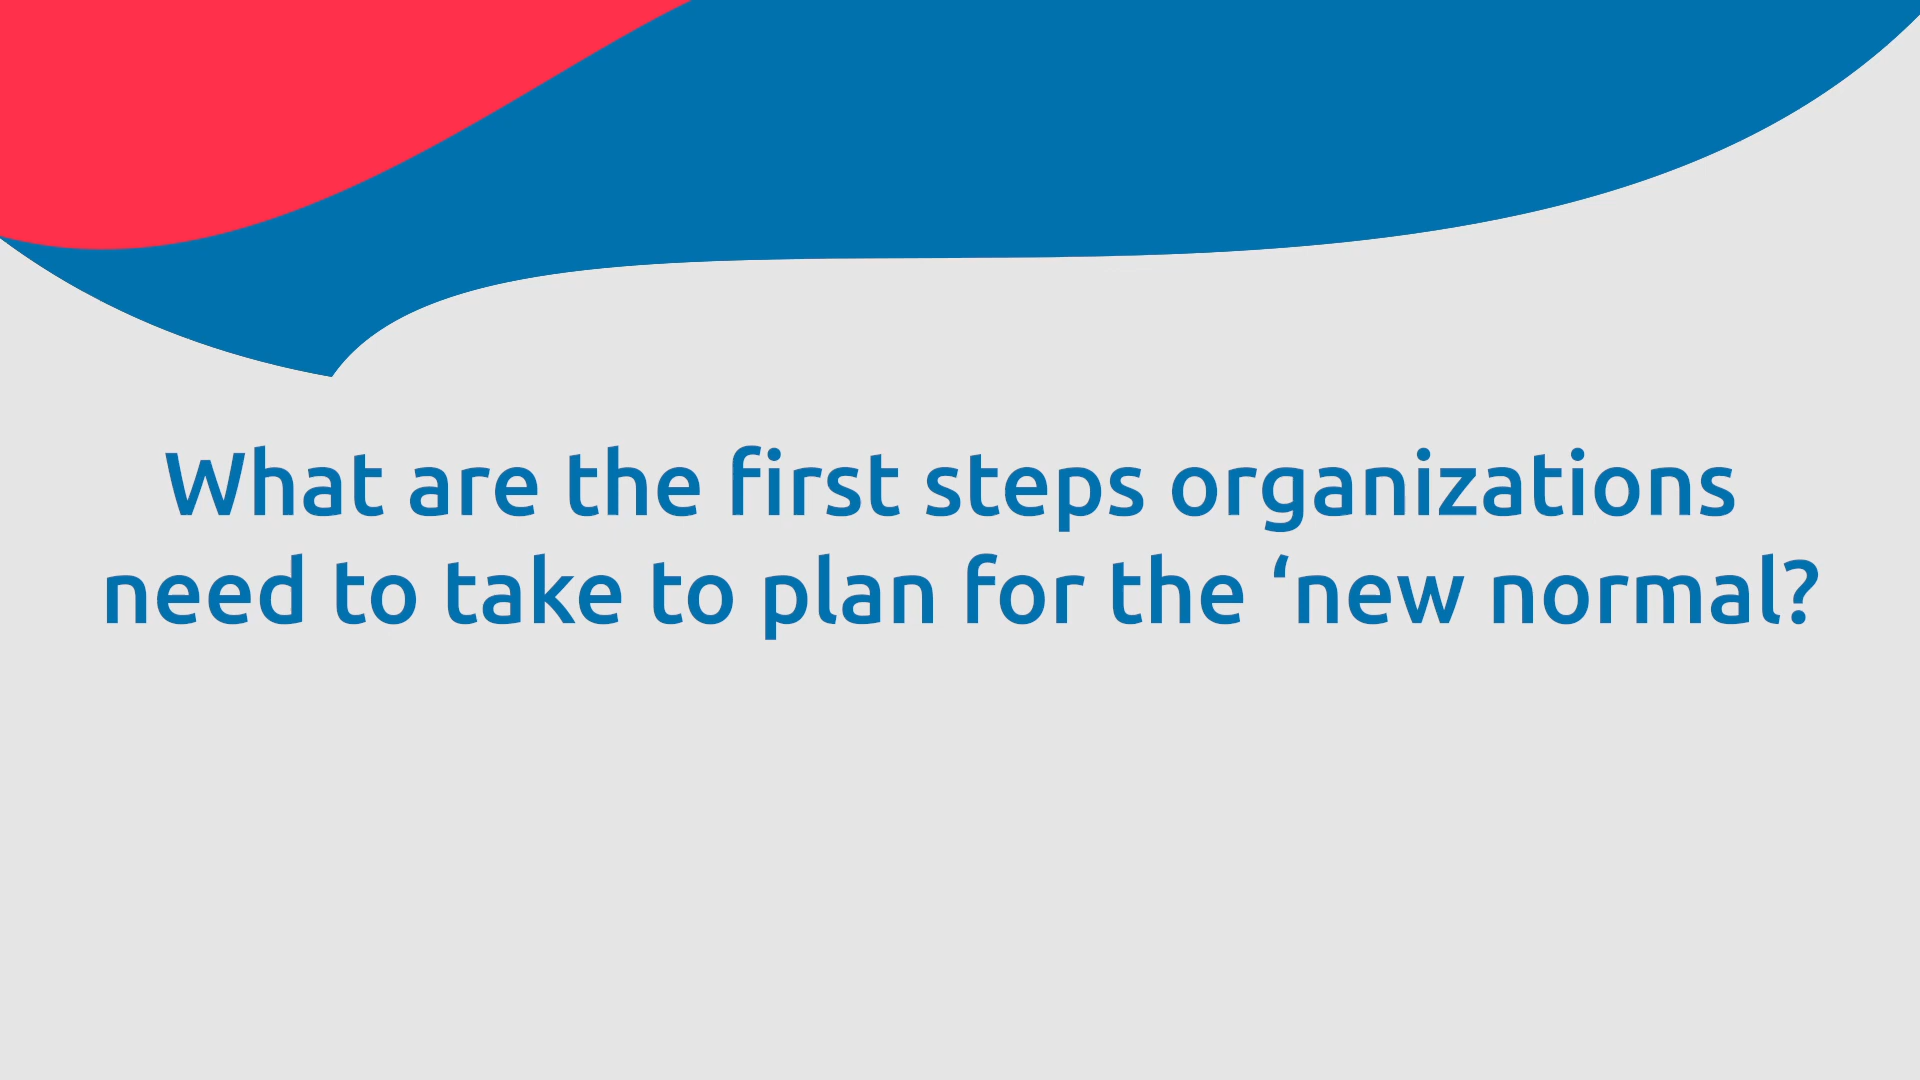 What are the first steps organizations
need to take to plan for the ‘new normal?